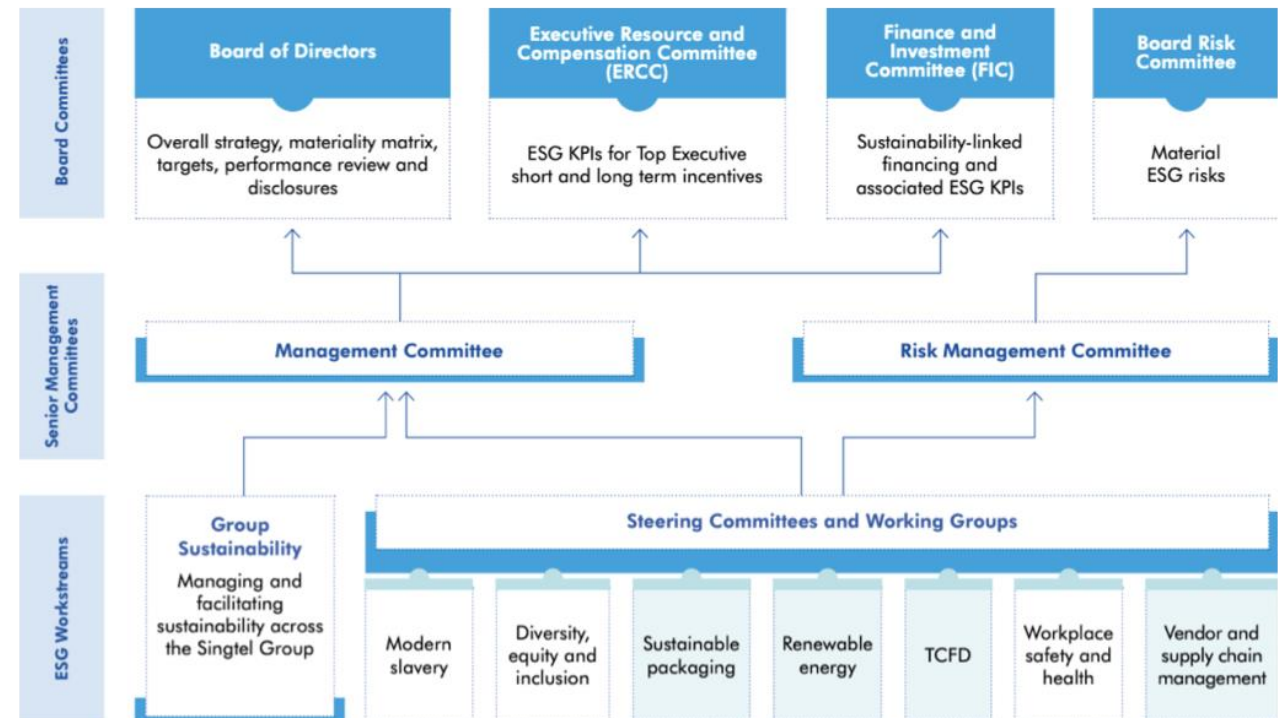 Board Committees
Board of Directors
Executive Resource and
Compensation Committee
(ERCC)
Finance and
Investment
Committee (FIC)
Board Risk
Committee
Overall strategy, materiality matrix,
targets, performance review and
disclosures
ESG KPIs for Top Executive
short and long term incentives
Sustainability-linked
financing and
associated ESG KPIs
Material
ESG risks
Senior Management
Committees
Management Committee
Risk Management Committee
ESG Workstreams
Group
Sustainability
Managing and
facilitating
sustainability across
the Singtel Group
Steering Committees and Working Groups
Modern
slavery
Diversity,
equity and
inclusion
Sustainable
packaging
Renewable
energy
TCFD
Workplace
safety and
health
Vendor and
supply chain
management